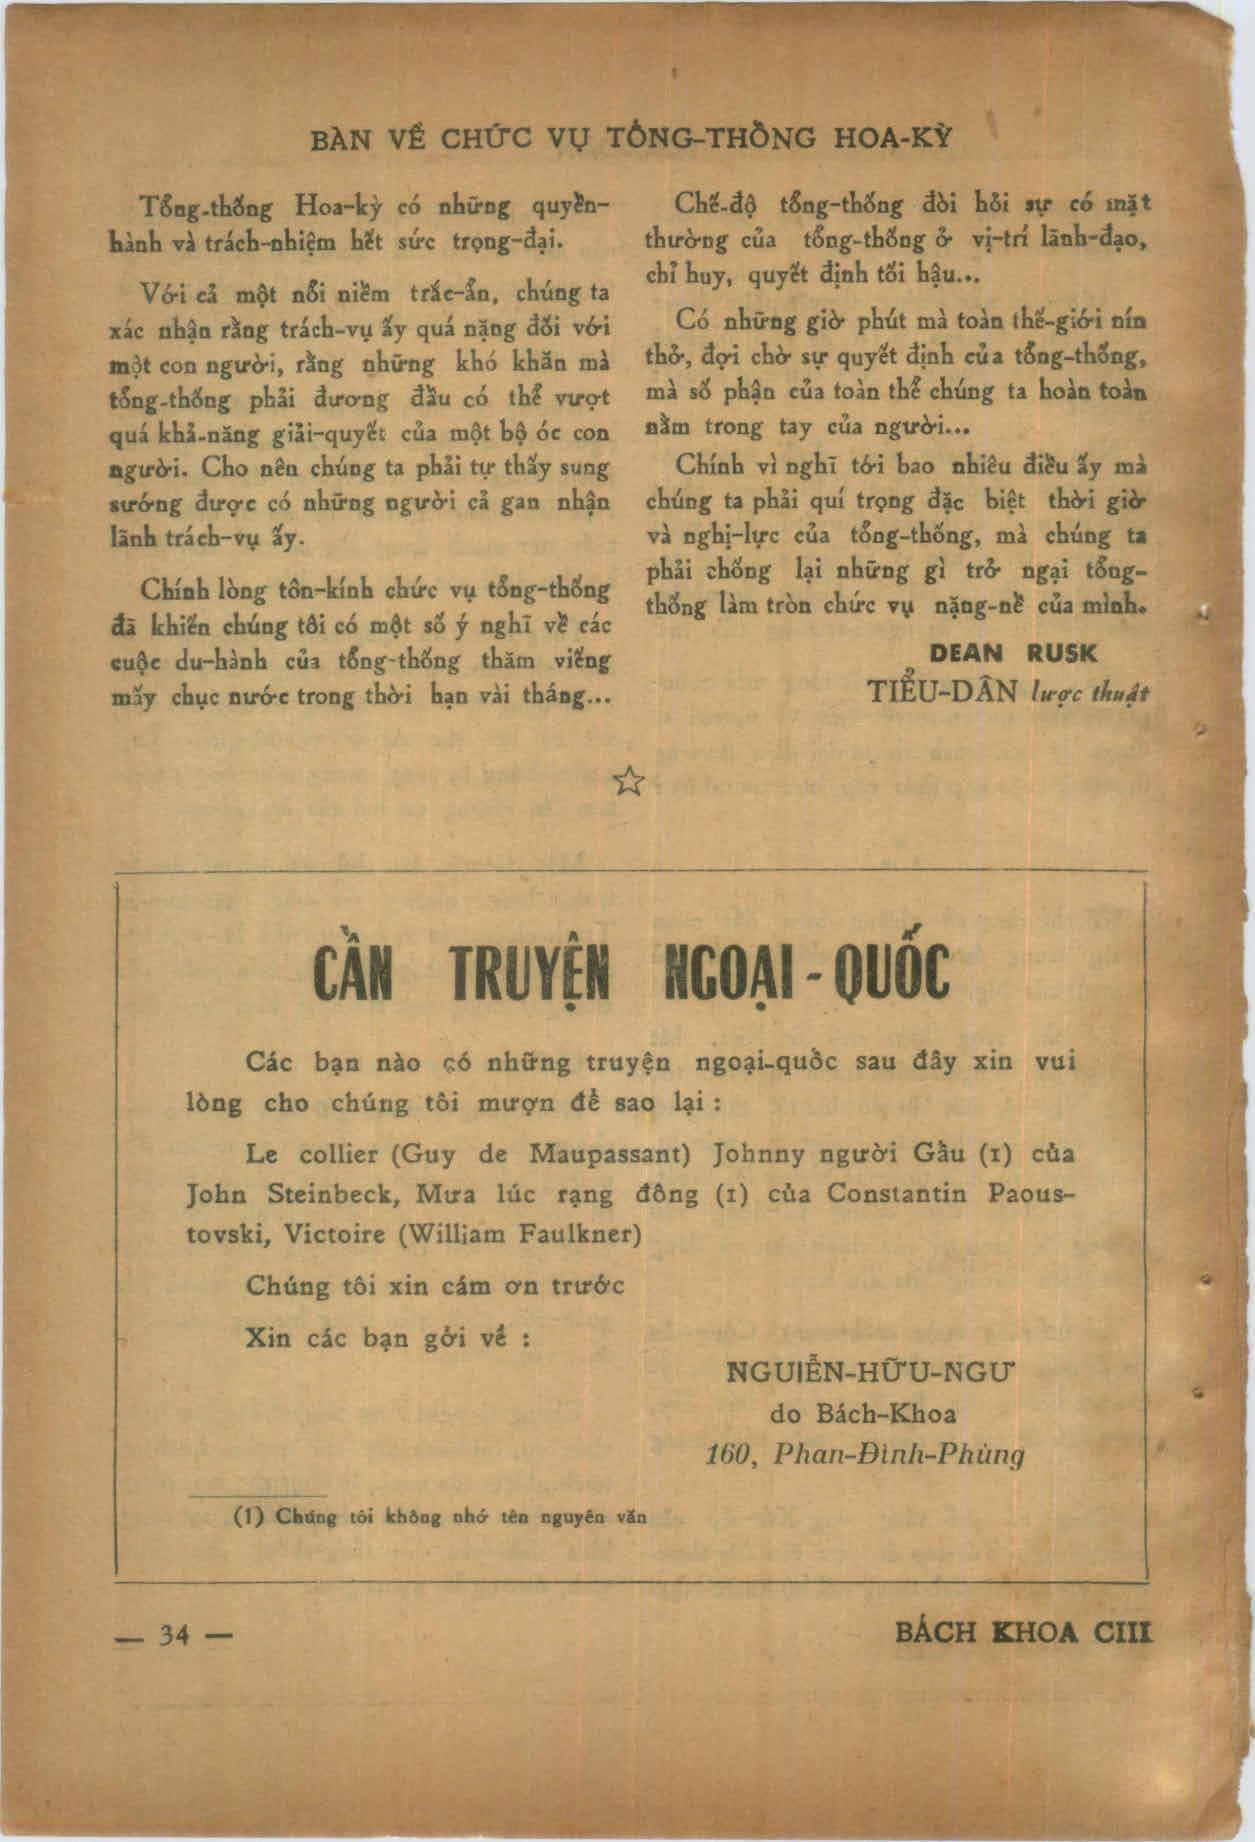 BÀN VỀ CHỨC VỤ TỔNG-THỐNG HOA-KỲ
Tổng-thống Hoa-kỳ có những quyền-
hành và trách-nhiệm hết sức trọng-đại.
Với cả một nỗi niềm trắc-ẩn, chúng ta
xác nhận rằng trách-vụ ấy quá nặng đối với
một con người, rằng những khó khăn mà
tổng-thống phải đương đầu có thể vượt
quá khả-năng giải-quyết của một bộ óc con
người. Cho nên chúng ta phải tự thấy sung
sướng được có những người cả gan nhận
lãnh trách-vụ ấy.
Chính lòng tôn-kính chức vụ tổng-thống
đã khiến chúng tôi có một số ý nghĩ về các
cuộc du-hành của tổng-thống thăm viếng
mấy chục nước trong thời hạn vài tháng...
Chế-độ tổng-thống đòi hỏi sự có mặt
thường của tổng-thống ở vị-trí lãnh-đạo,
chỉ huy, quyết định tối hậu...
Có những giờ phút mà toàn thế-giới nín
thở, đợi chờ sự quyết định của tổng-thống,
mà số phận của toàn thể chúng ta hoàn toàn
nằm trong tay của người...
Chính vì nghĩ tới bao nhiêu điều ấy mà
chúng ta phải quí trọng đặc biệt thời giờ
và nghị-lực của tổng-thống, mà chúng ta
phải chống lại những gì trở ngại tổng-
thống làm tròn chức vụ nặng-nề của mình.
DEAN RUSK
TIỂU-DÂN lược thuật
CẦN TRUYỆN NGOẠI-QUỐC
Các bạn nào có những truyện ngoại-quốc sau đây xin vui
lòng cho chúng tôi mượn để sao lại :
Le collier (Guy de Maupassant) Johnny người Gầu (1) của
John Steinbeck, Mưa lúc rạng đông (1) của Constantin Paous-
tovski, Victoire (William Faulkner)
Chúng tôi xin cám ơn trước
Xin các bạn gởi về :
NGUIỄN-HỮU-NGƯ
do Bách-Khoa
160, Phan-Đình-Phùng
(1) Chúng tôi không nhớ tên nguyên văn
— 34 —
BÁCH KHOA CIII